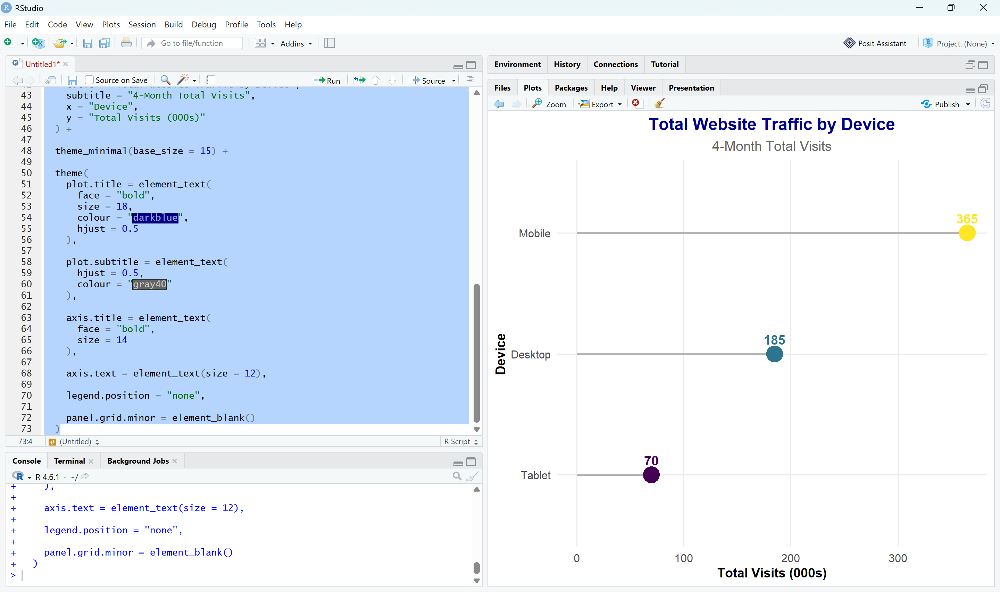 RStudio
File Edit Code View Plots Session Build Debug Profile Tools Help
Go to file/function Addins Posit Assistant Project: (None)
Untitled1*
Source on Save Run Source
43 subtitle = "4-Month Total Visits",
44 x = "Device",
45 y = "Total Visits (000s)"
46 ) +
47
48 theme_minimal(base_size = 15) +
49
50 theme(
51 plot.title = element_text(
52 face = "bold",
53 size = 18,
54 colour = "darkblue",
55 hjust = 0.5
56 ),
57
58 plot.subtitle = element_text(
59 hjust = 0.5,
60 colour = "gray40"
61 ),
62
63 axis.title = element_text(
64 face = "bold",
65 size = 14
66 ),
67
68 axis.text = element_text(size = 12),
69
70 legend.position = "none",
71
72 panel.grid.minor = element_blank()
73 )
73:4 # (Untitled) R Script
Console Terminal Background Jobs
R R 4.6.1 · ~/
+ ),
+
+ axis.text = element_text(size = 12),
+
+ legend.position = "none",
+
+ panel.grid.minor = element_blank()
+ )
>
Environment History Connections Tutorial
Files Plots Packages Help Viewer Presentation
Zoom Export Publish
Total Website Traffic by Device
4-Month Total Visits
365
Mobile
185
Desktop
Device
70
Tablet
0 100 200 300
Total Visits (000s)